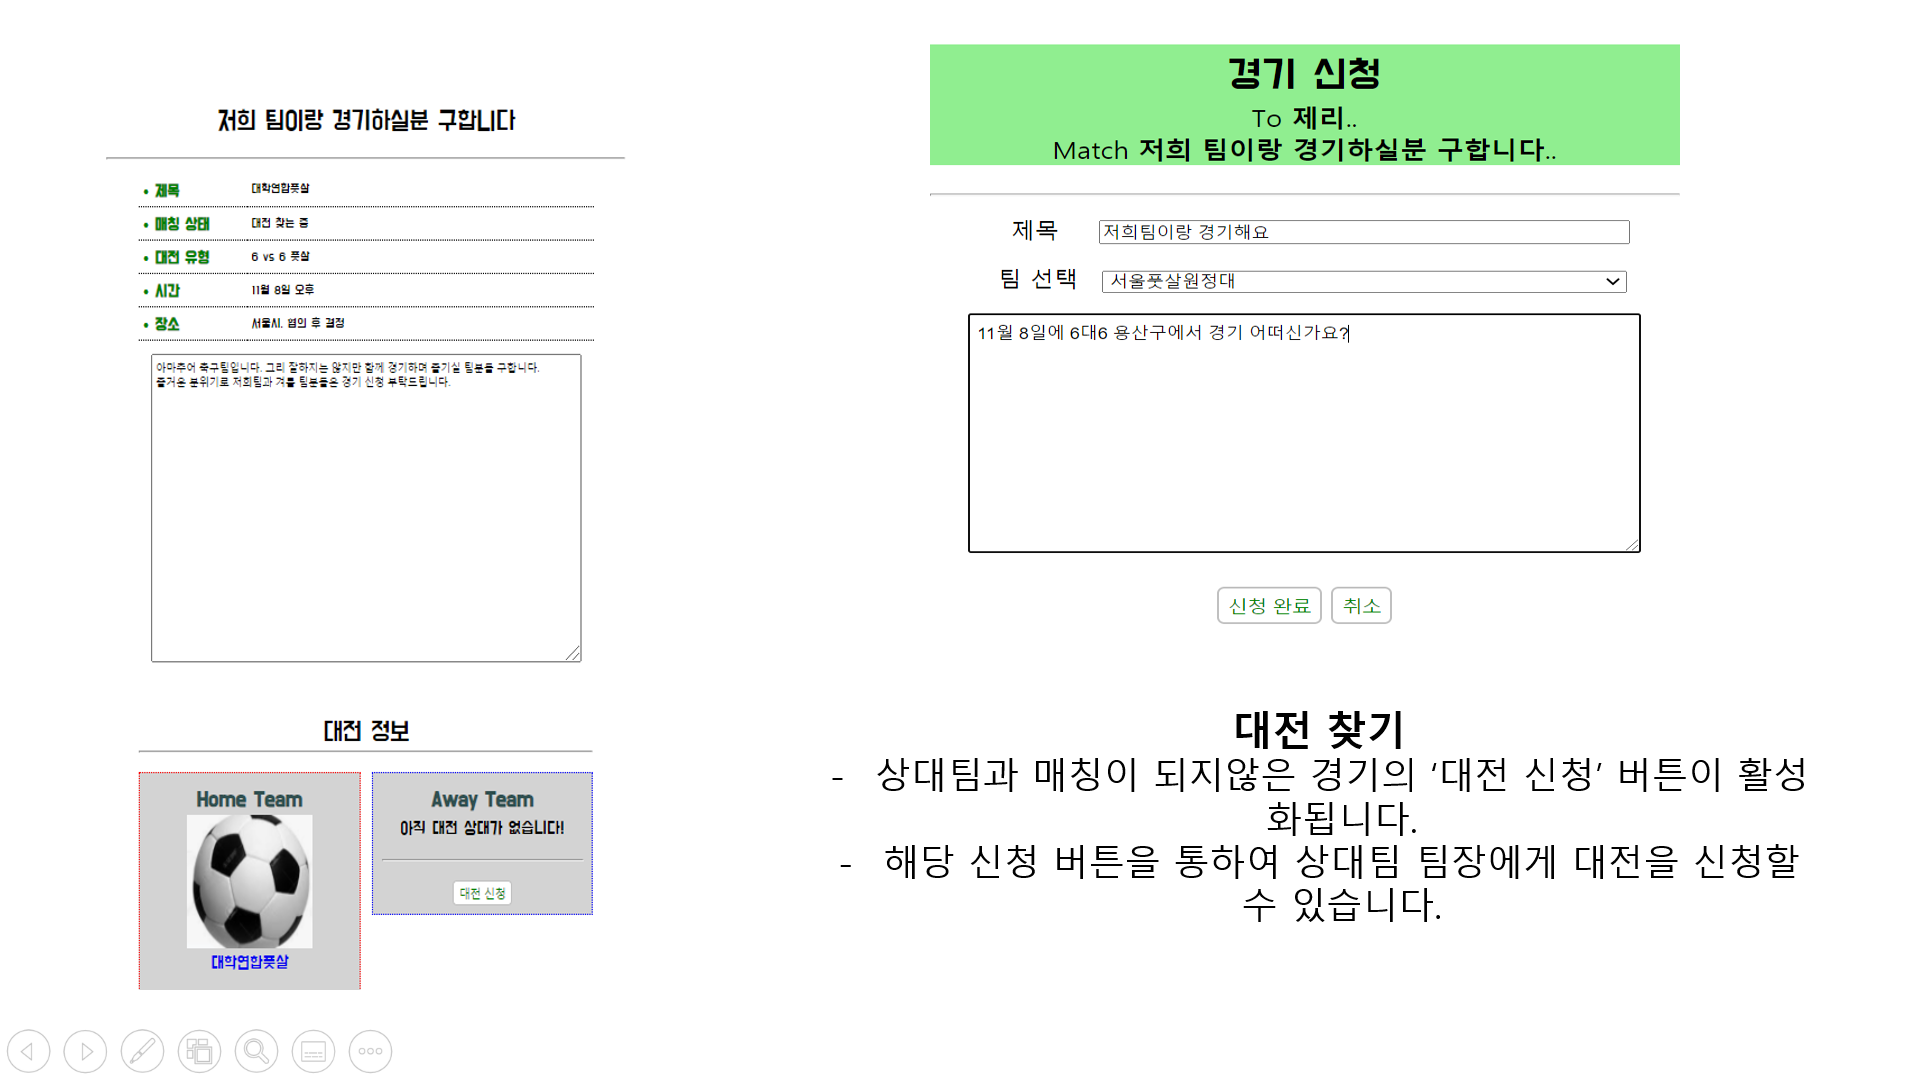 저희 팀이랑 경기하실분 구합니다
• 제목 대학연합풋살
• 매칭 상태 대전 찾는 중
• 대전 유형 6 vs 6 풋살
• 시간 11월 8일 오후
• 장소 서울시, 협의 후 결정
아마추어 축구팀입니다. 그리 잘하지는 않지만 함께 경기하며 즐기실 팀분들 구합니다.
즐거운 분위기로 저희팀과 겨룰 팀분들은 경기 신청 부탁드립니다.
대전 정보
Home Team
대학연합풋살
Away Team
아직 대전 상대가 없습니다!
대전 신청
경기 신청
To 제리..
Match 저희 팀이랑 경기하실분 구합니다..
제목 저희팀이랑 경기해요
팀 선택 서울풋살원정대
11월 8일에 6대6 용산구에서 경기 어떠신가요?
신청 완료 취소
대전 찾기
- 상대팀과 매칭이 되지않은 경기의 ‘대전 신청’ 버튼이 활성
화됩니다.
- 해당 신청 버튼을 통하여 상대팀 팀장에게 대전을 신청할
수 있습니다.